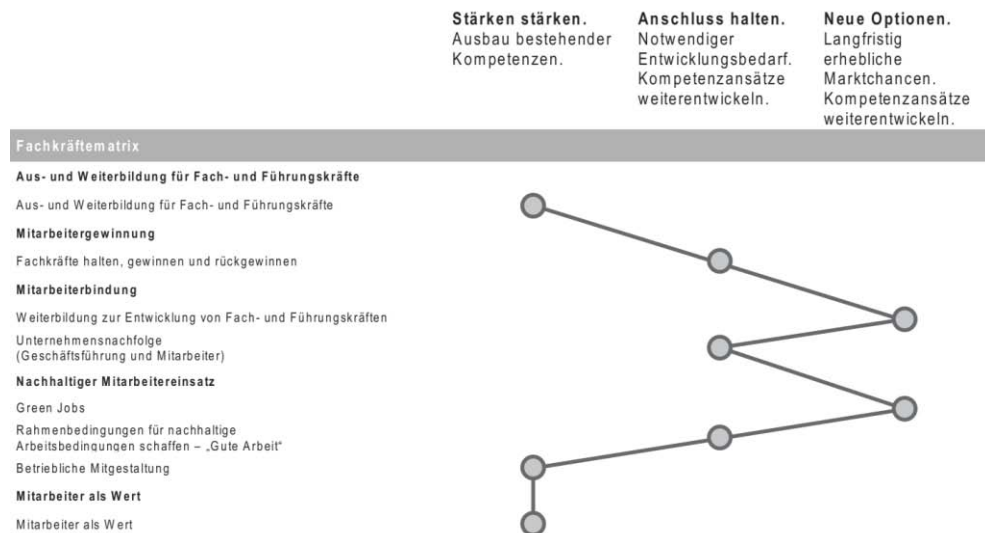 Stärken stärken.
Ausbau bestehender
Kompetenzen.
Anschluss halten.
Notwendiger
Entwicklungsbedarf.
Kompetenzansätze
weiterentwickeln.
Neue Optionen.
Langfristig
erhebliche
Marktchancen.
Kompetenzansätze
weiterentwickeln.
Fachkräftematrix
Aus- und Weiterbildung für Fach- und Führungskräfte
Aus- und Weiterbildung für Fach- und Führungskräfte
Mitarbeitergewinnung
Fachkräfte halten, gewinnen und rückgewinnen
Mitarbeiterbindung
Weiterbildung zur Entwicklung von Fach- und Führungskräften
Unternehmensnachfolge
(Geschäftsführung und Mitarbeiter)
Nachhaltiger Mitarbeitereinsatz
Green Jobs
Rahmenbedingungen für nachhaltige
Arbeitsbedingungen schaffen – „Gute Arbeit“
Betriebliche Mitgestaltung
Mitarbeiter als Wert
Mitarbeiter als Wert